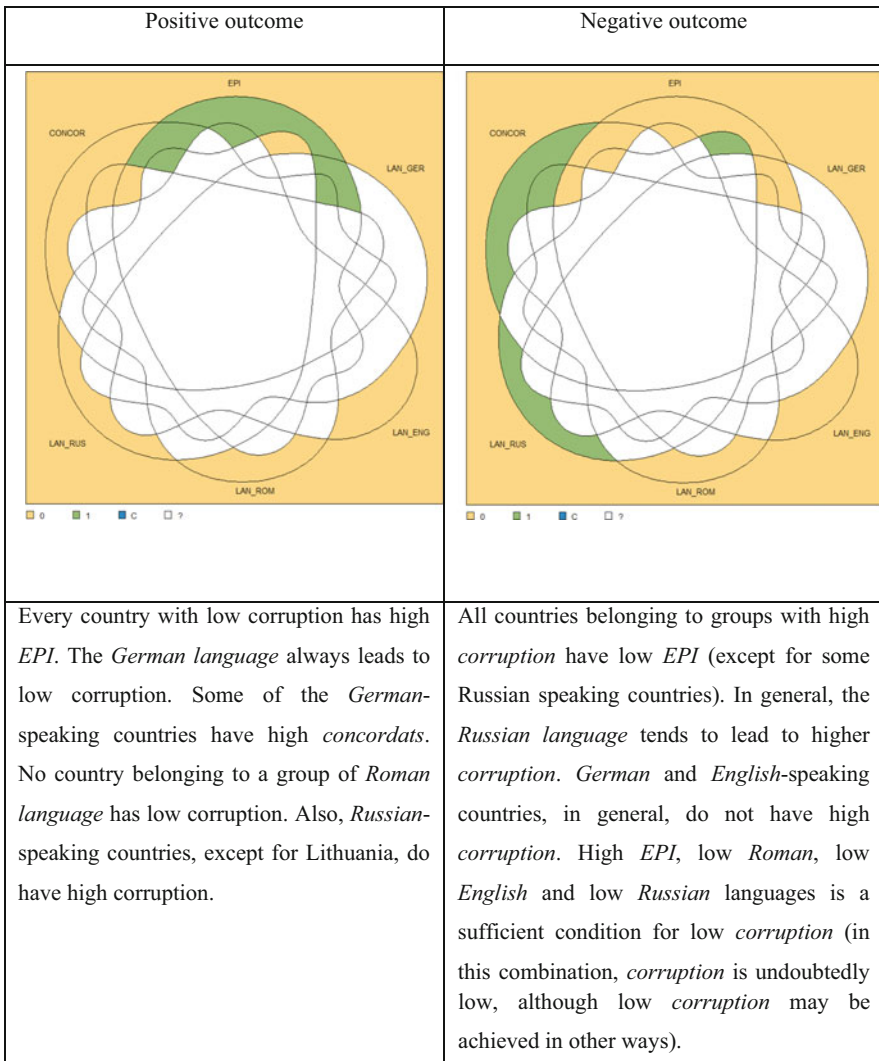 Positive outcome
Negative outcome
EPI
CONCOR
LAN_GER
LAN_RUS
LAN_ENG
LAN_ROM
0 1 C ?
EPI
CONCOR
LAN_GER
LAN_RUS
LAN_ENG
LAN_ROM
0 1 C ?
Every country with low corruption has high
EPI. The German language always leads to
low corruption. Some of the German-
speaking countries have high concordats.
No country belonging to a group of Roman
language has low corruption. Also, Russian-
speaking countries, except for Lithuania, do
have high corruption.
All countries belonging to groups with high
corruption have low EPI (except for some
Russian speaking countries). In general, the
Russian language tends to lead to higher
corruption. German and English-speaking
countries, in general, do not have high
corruption. High EPI, low Roman, low
English and low Russian languages is a
sufficient condition for low corruption (in
this combination, corruption is undoubtedly
low, although low corruption may be
achieved in other ways).